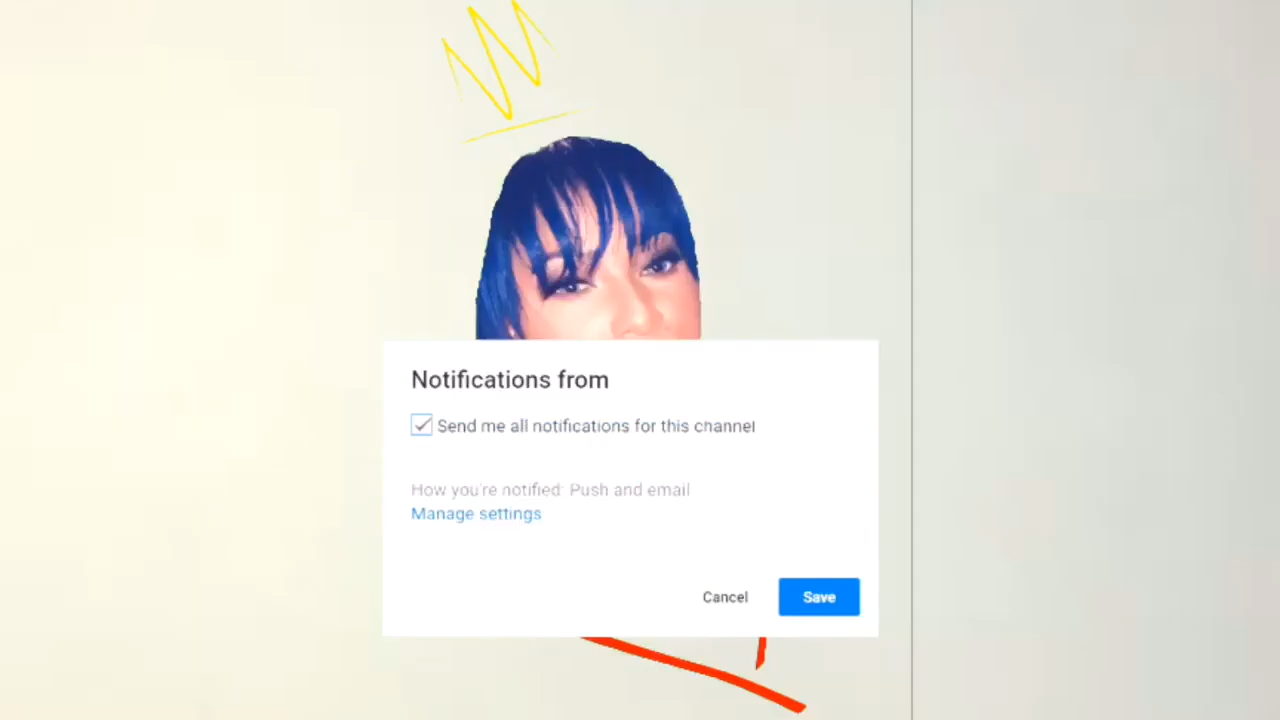 Notifications from
Send me all notifications for this channel
How you're notified: Push and email
Manage settings
Cancel
Save